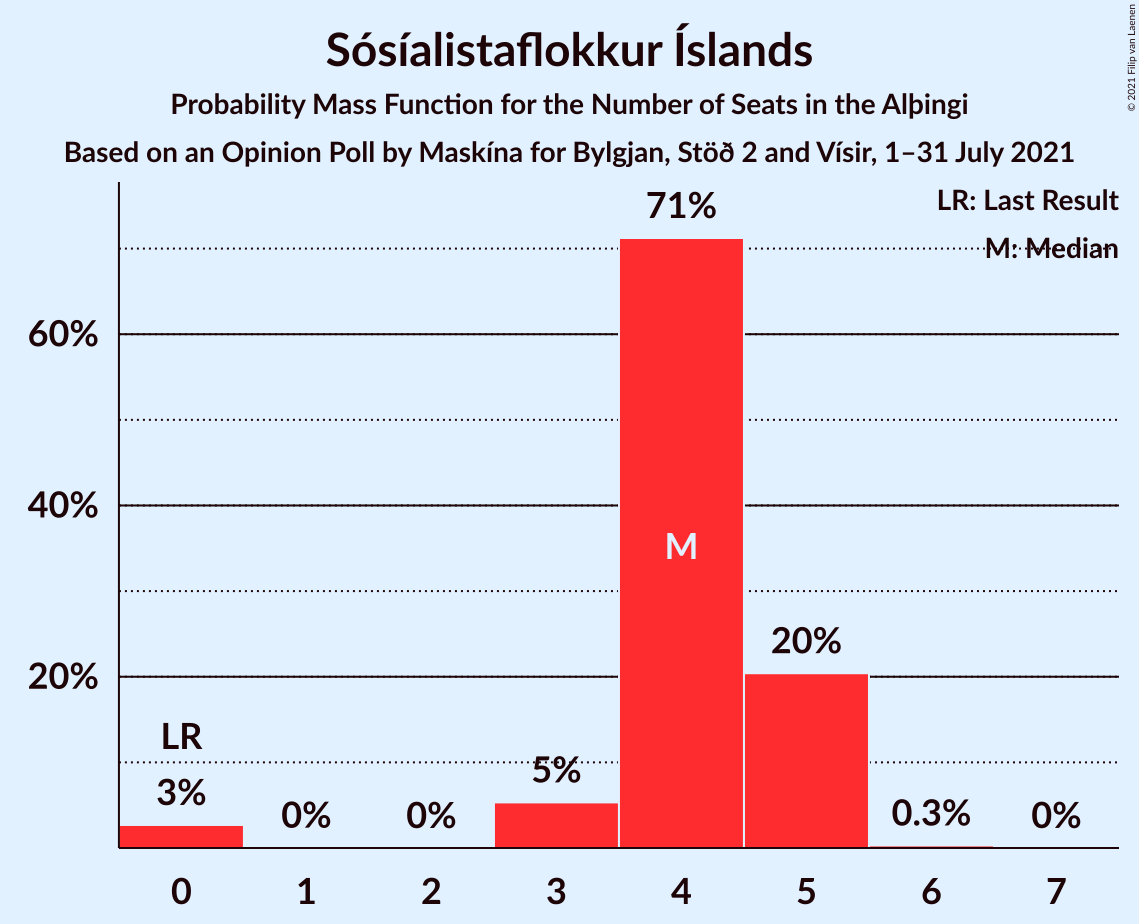 Sósíalistaflokkur Íslands
Probability Mass Function for the Number of Seats in the Alþingi
Based on an Opinion Poll by Maskína for Bylgjan, Stöð 2 and Vísir, 1–31 July 2021
© 2021 Filip van Laenen
LR: Last Result
M: Median
71%
60%
40%
M
20%
20%
LR
3%
0%
0%
5%
0.3%
0%
0
1
2
3
4
5
6
7